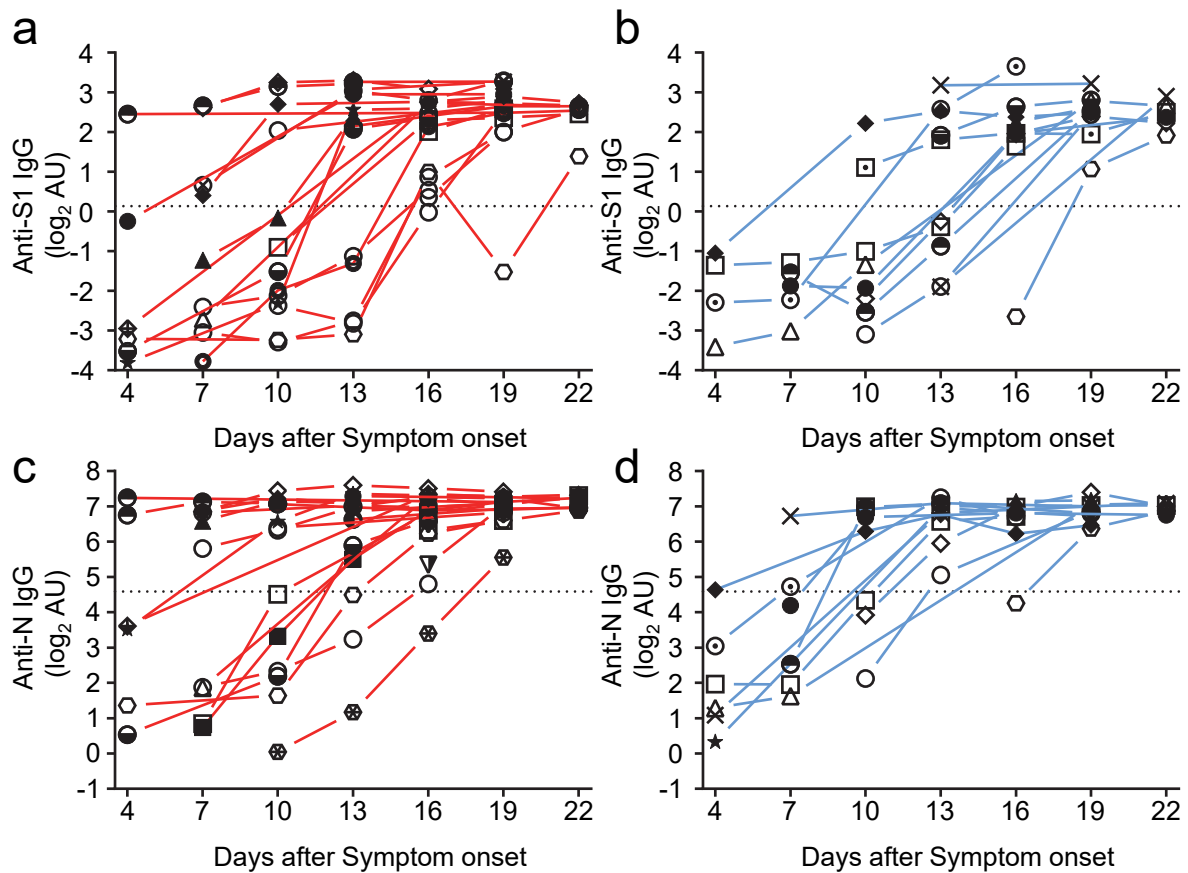 a
4
3
2
1
0
-1
-2
-3
-4
Anti-S1 IgG
(log₂ AU)
4 7 10 13 16 19 22
Days after Symptom onset
b
4
3
2
1
0
-1
-2
-3
-4
Anti-S1 IgG
(log₂ AU)
4 7 10 13 16 19 22
Days after Symptom onset
c
8
7
6
5
4
3
2
1
0
-1
Anti-N IgG
(log₂ AU)
4 7 10 13 16 19 22
Days after Symptom onset
d
8
7
6
5
4
3
2
1
0
-1
Anti-N IgG
(log₂ AU)
4 7 10 13 16 19 22
Days after Symptom onset